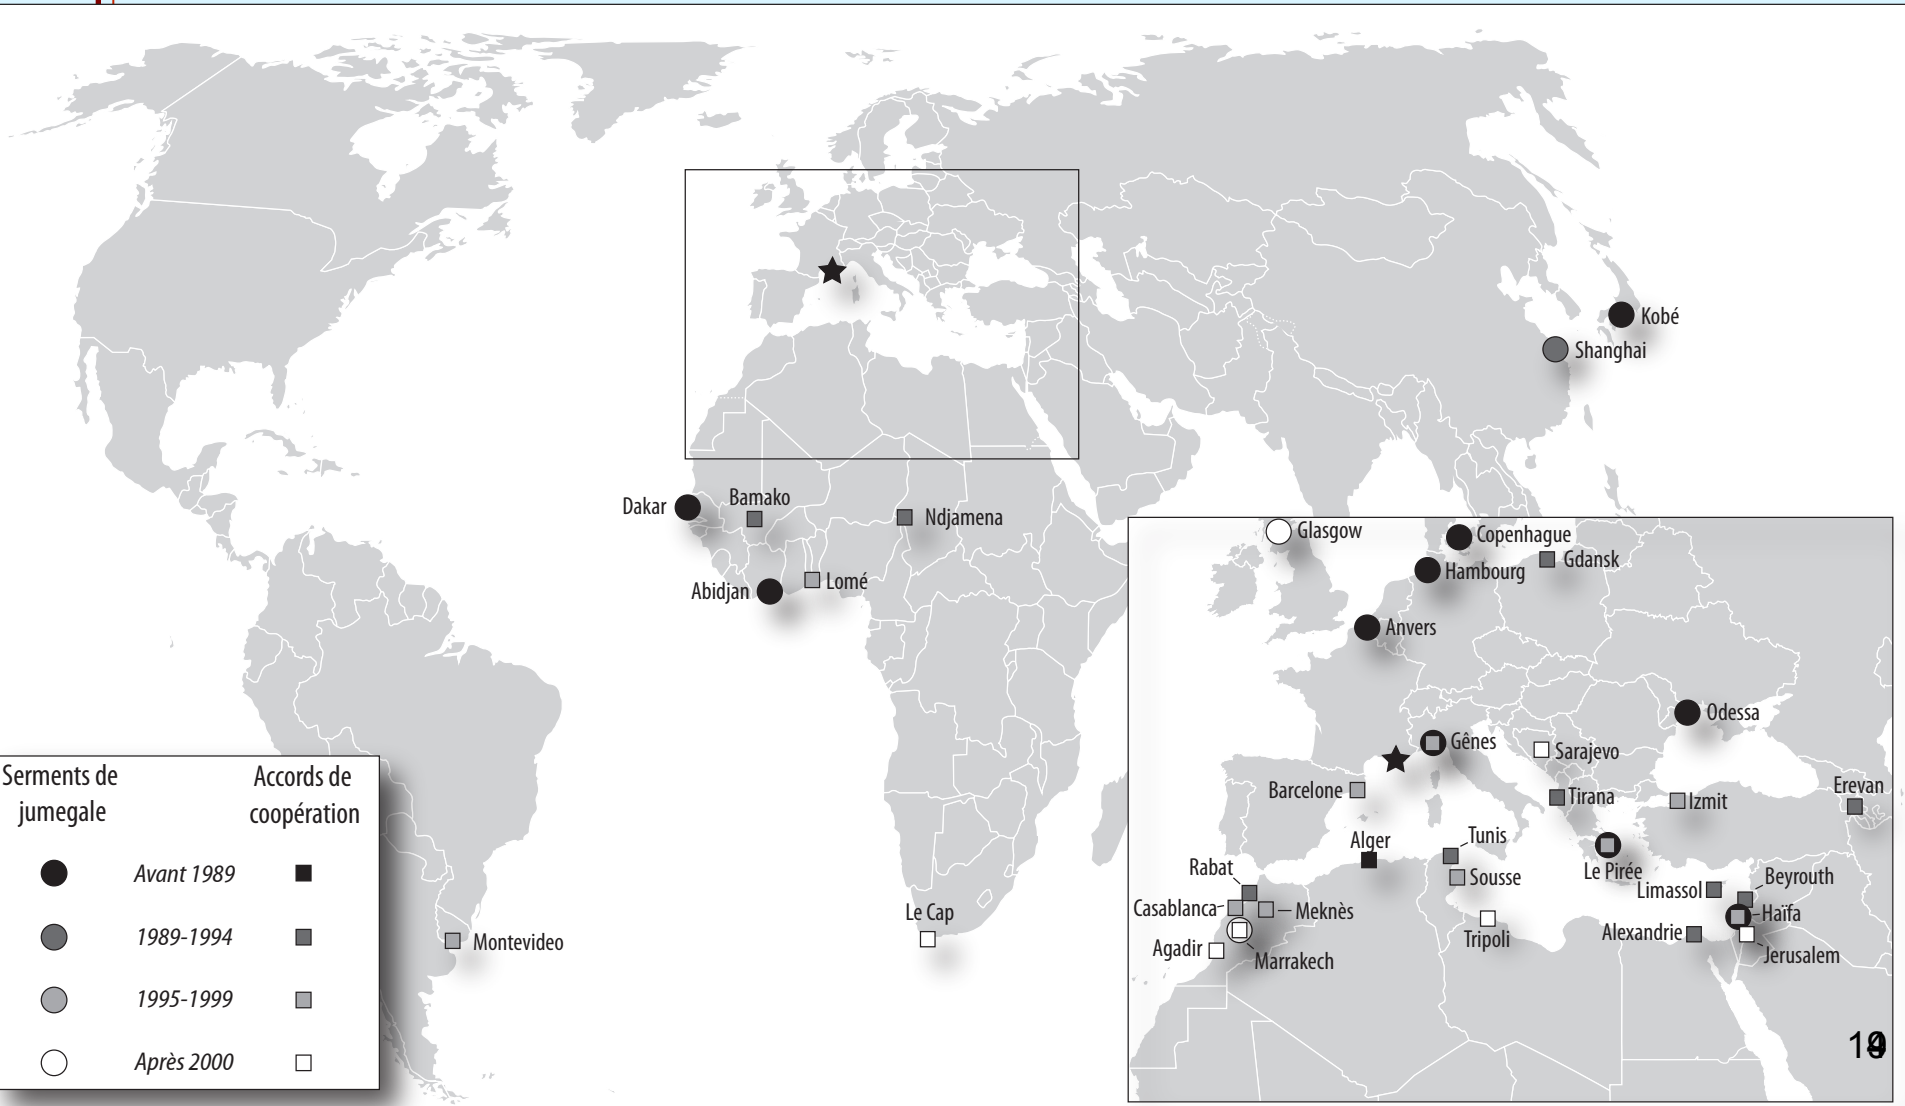 Kobé
Shanghai
Dakar
Bamako
Ndjamena
Abidjan
Lomé
Le Cap
Montevideo
Serments de
jumegale
Accords de
coopération
Avant 1989
1989-1994
1995-1999
Après 2000
Glasgow
Copenhague
Gdansk
Hambourg
Anvers
Odessa
Gênes
Sarajevo
Barcelone
Tirana
Izmit
Erevan
Alger
Tunis
Rabat
Sousse
Le Pirée
Limassol
Beyrouth
Casablanca
Meknès
Haïfa
Tripoli
Alexandrie
Agadir
Marrakech
Jerusalem